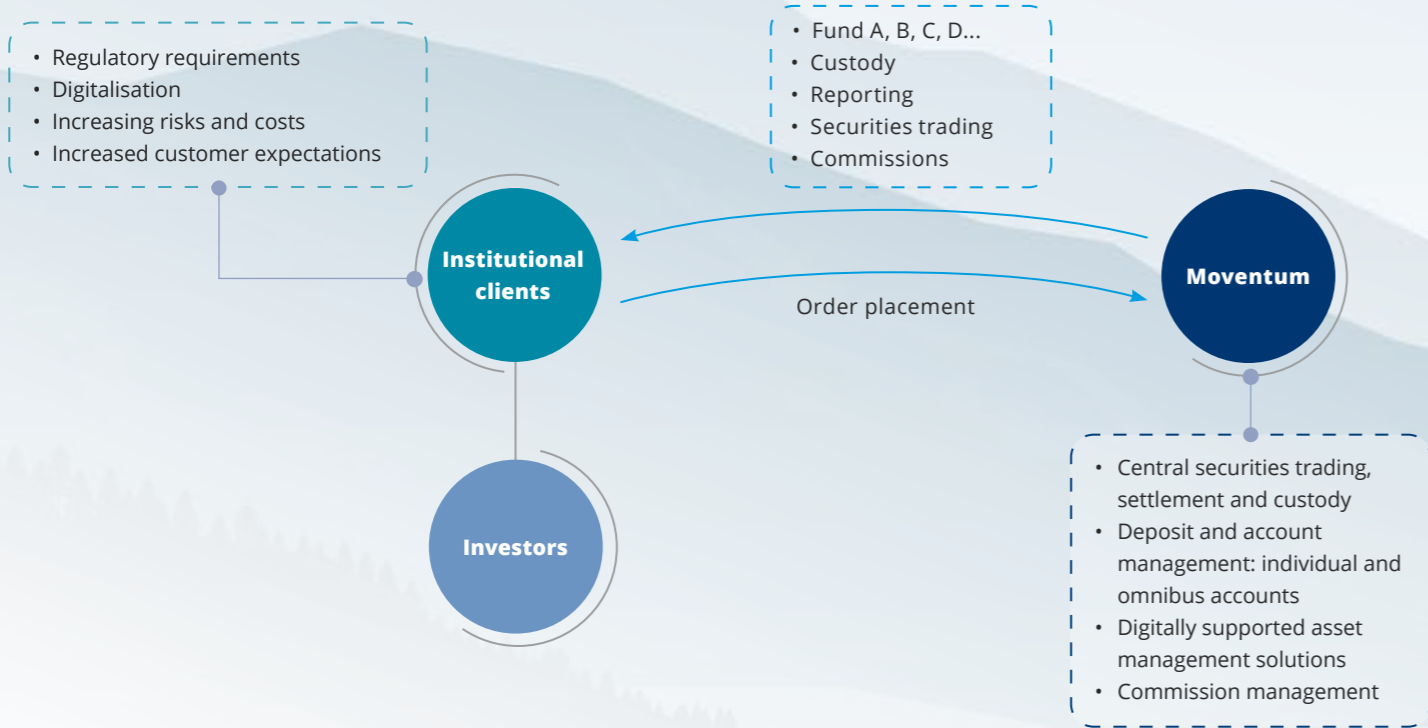 • Regulatory requirements
• Digitalisation
• Increasing risks and costs
• Increased customer expectations
• Fund A, B, C, D...
• Custody
• Reporting
• Securities trading
• Commissions
Institutional
clients
Order placement
Moventum
Investors
• Central securities trading,
settlement and custody
• Deposit and account
management: individual and
omnibus accounts
• Digitally supported asset
management solutions
• Commission management